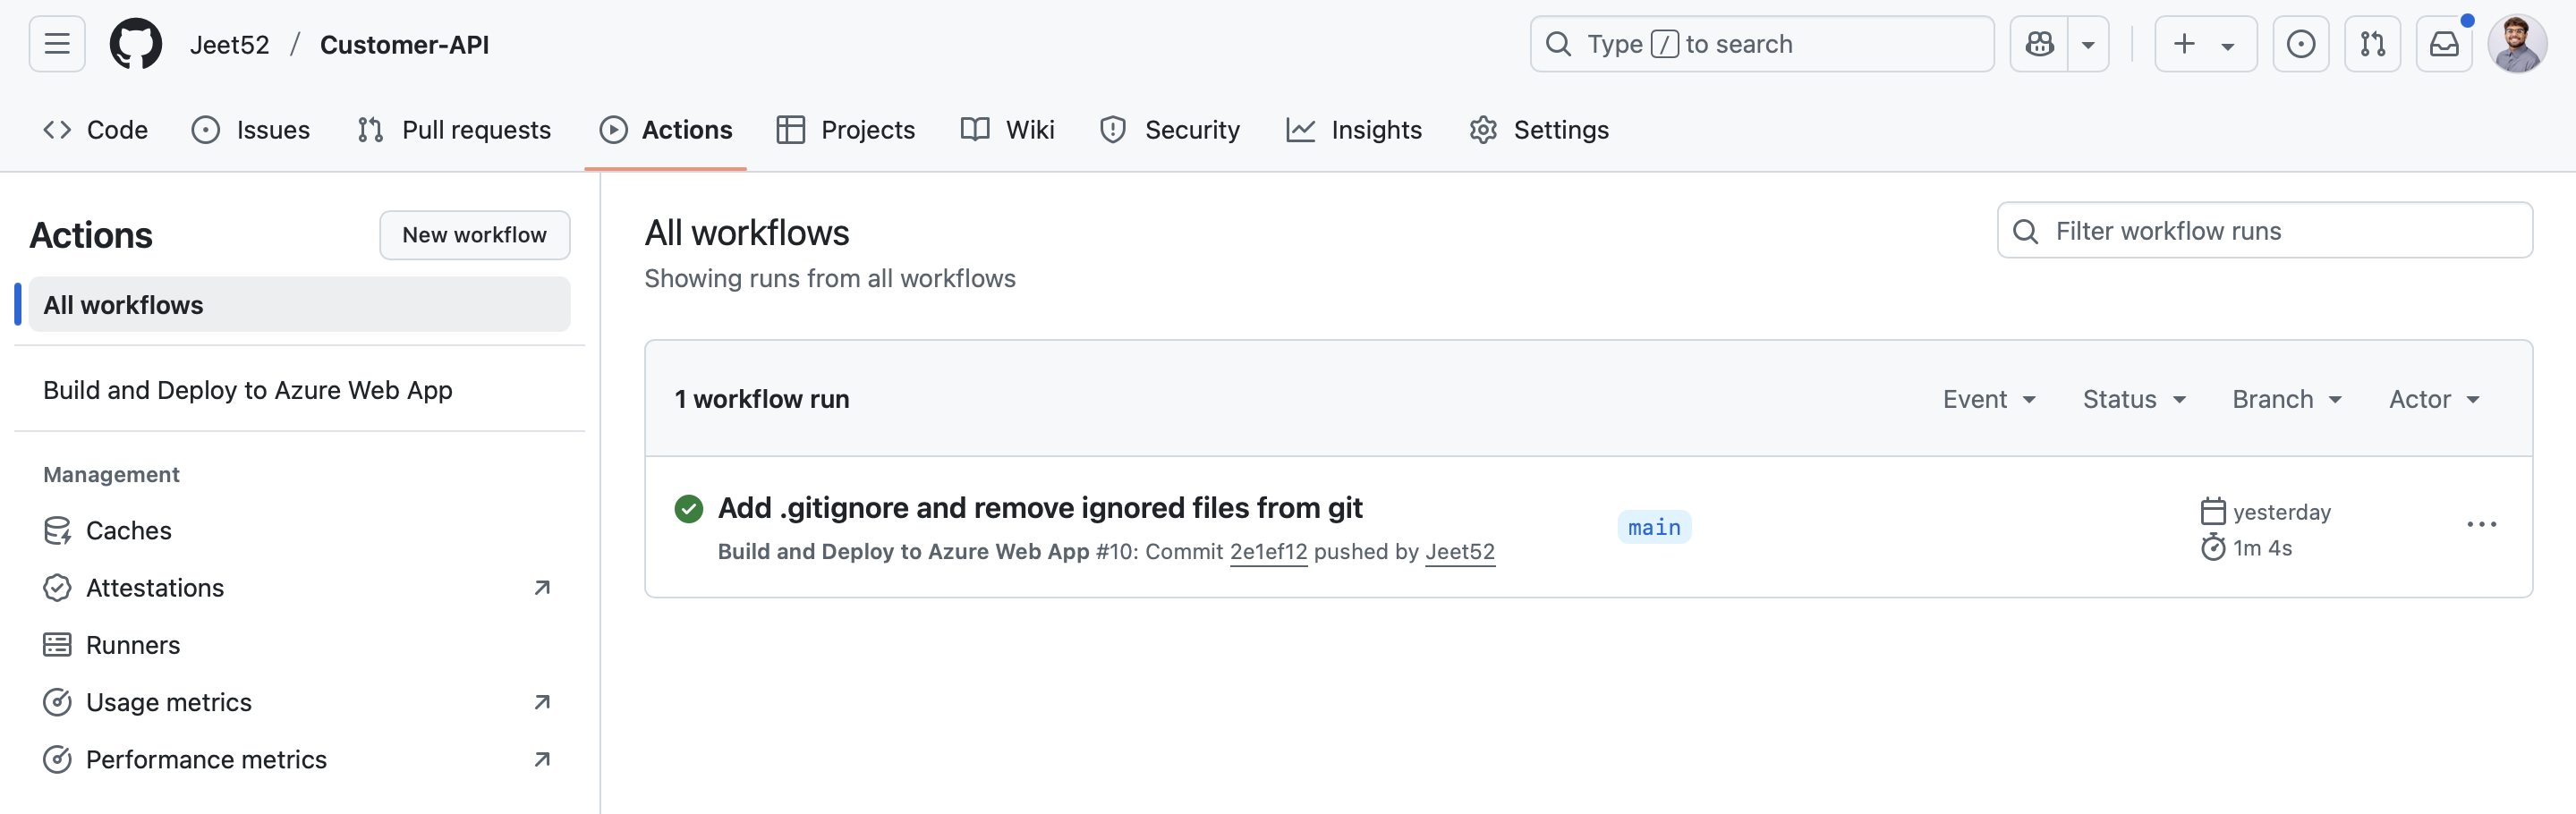 Jeet52 / Customer-API
Type / to search
Code Issues Pull requests Actions Projects Wiki Security Insights Settings
Actions
New workflow
All workflows
Build and Deploy to Azure Web App
Management
Caches
Attestations
Runners
Usage metrics
Performance metrics
All workflows
Showing runs from all workflows
Filter workflow runs
1 workflow run
Event Status Branch Actor
Add .gitignore and remove ignored files from git
Build and Deploy to Azure Web App #10: Commit 2e1ef12 pushed by Jeet52
main
yesterday
1m 4s